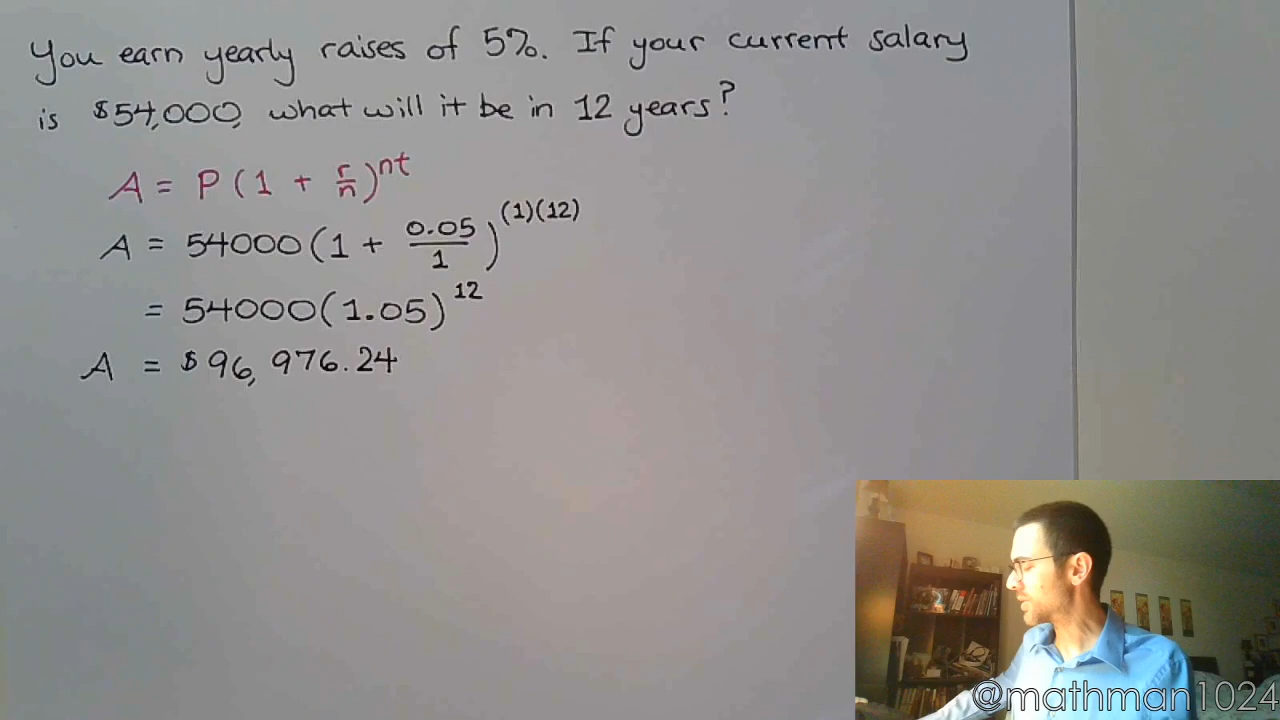 You earn yearly raises of 5%. If your current salary
is $54,000, what will it be in 12 years?
A = P(1 + r/n)^nt
A = 54000(1 + 0.05/1)^(1)(12)
= 54000(1.05)^12
A = $96,976.24
@mathman1024